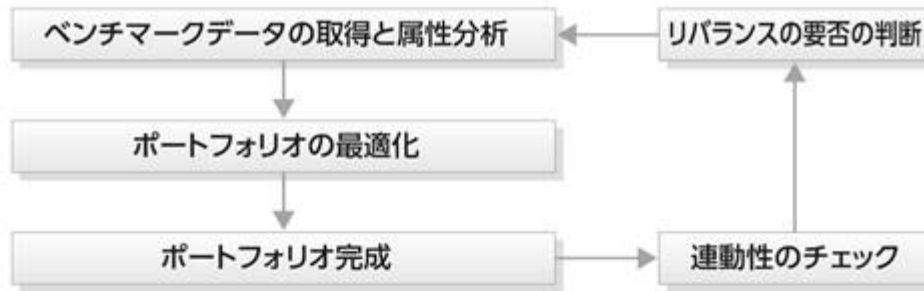 ベンチマークデータの取得と属性分析
リバランスの要否の判断
ポートフォリオの最適化
ポートフォリオ完成
連動性のチェック